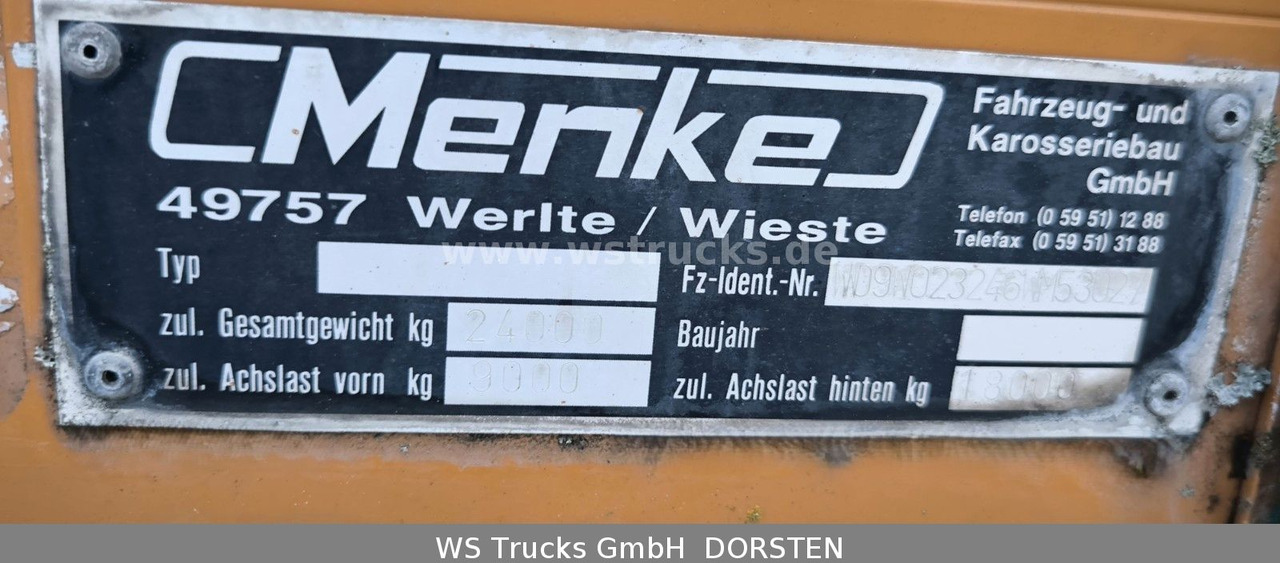 Menke
Fahrzeug- und
Karosseriebau
GmbH
49757 Werlte / Wieste
Telefon (0 59 51) 12 88
Telefax (0 59 51) 31 88
www.wstrucks.de
Typ
Fz-Ident.-Nr.
zul. Gesamtgewicht kg 24000
Baujahr
zul. Achslast vorn kg 9000
zul. Achslast hinten kg 18000
WS Trucks GmbH DORSTEN